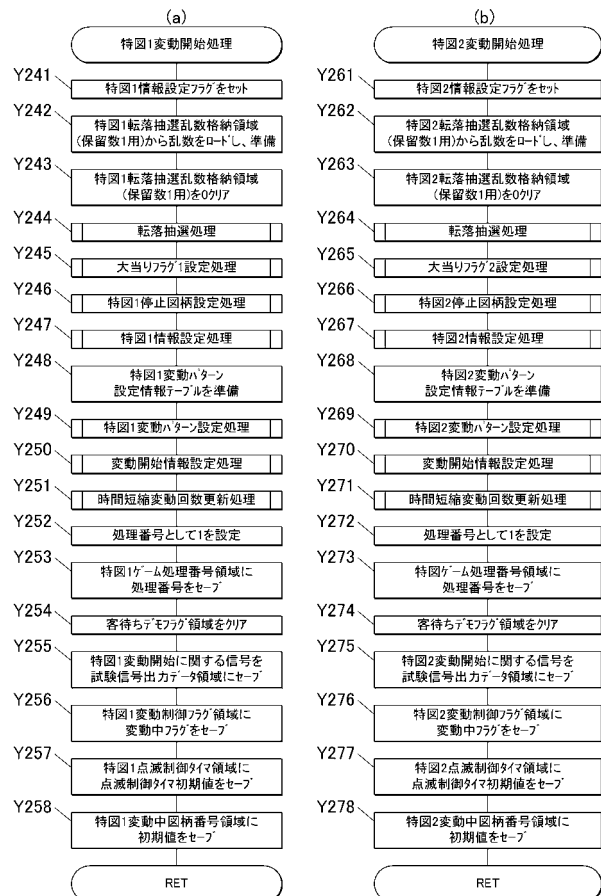 (a)
特図1変動開始処理
Y241
特図1情報設定フラグをセット
Y242
特図1転落抽選乱数格納領域
(保留数1用)から乱数をロードし、準備
Y243
特図1転落抽選乱数格納領域
(保留数1用)を0クリア
Y244
転落抽選処理
Y245
大当りフラグ1設定処理
Y246
特図1停止図柄設定処理
Y247
特図1情報設定処理
Y248
特図1変動パターン
設定情報テーブルを準備
Y249
特図1変動パターン設定処理
Y250
変動開始情報設定処理
Y251
時間短縮変動回数更新処理
Y252
処理番号として1を設定
Y253
特図1ゲーム処理番号領域に
処理番号をセーブ
Y254
客待ちデモフラグ領域をクリア
Y255
特図1変動開始に関する信号を
試験信号出力データ領域にセーブ
Y256
特図1変動制御フラグ領域に
変動中フラグをセーブ
Y257
特図1点滅制御タイマ領域に
点滅制御タイマ初期値をセーブ
Y258
特図1変動中図柄番号領域に
初期値をセーブ
RET
(b)
特図2変動開始処理
Y261
特図2情報設定フラグをセット
Y262
特図2転落抽選乱数格納領域
(保留数1用)から乱数をロードし、準備
Y263
特図2転落抽選乱数格納領域
(保留数1用)を0クリア
Y264
転落抽選処理
Y265
大当りフラグ2設定処理
Y266
特図2停止図柄設定処理
Y267
特図2情報設定処理
Y268
特図2変動パターン
設定情報テーブルを準備
Y269
特図2変動パターン設定処理
Y270
変動開始情報設定処理
Y271
時間短縮変動回数更新処理
Y272
処理番号として1を設定
Y273
特図ゲーム処理番号領域に
処理番号をセーブ
Y274
客待ちデモフラグ領域をクリア
Y275
特図2変動開始に関する信号を
試験信号出力データ領域にセーブ
Y276
特図2変動制御フラグ領域に
変動中フラグをセーブ
Y277
特図2点滅制御タイマ領域に
点滅制御タイマ初期値をセーブ
Y278
特図2変動中図柄番号領域に
初期値をセーブ
RET